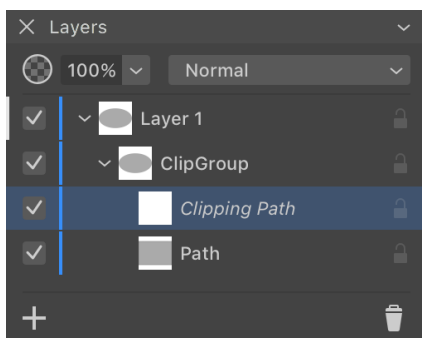 Layers
100% Normal
Layer 1
ClipGroup
Clipping Path
Path